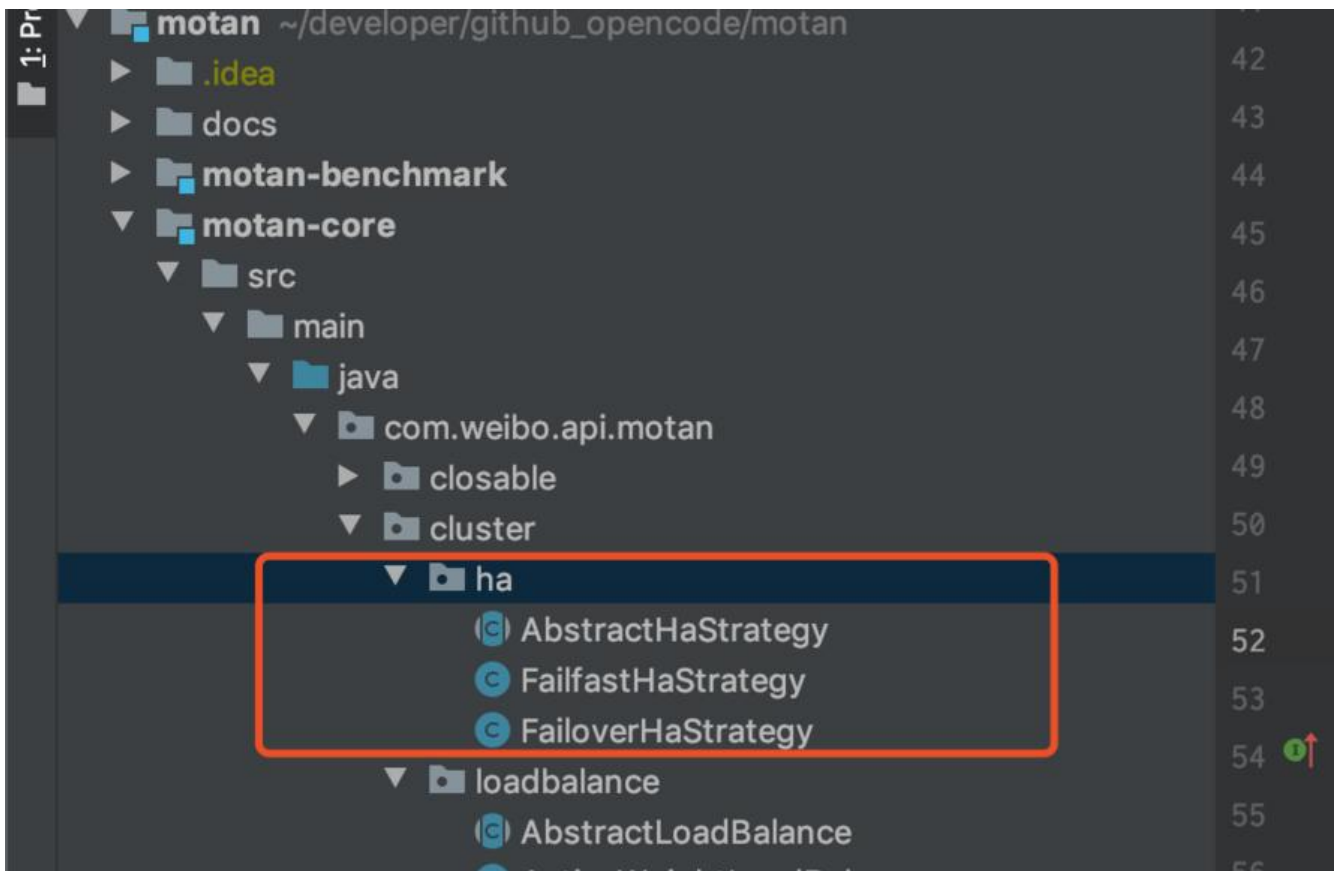 1: Pr
motan ~/developer/github_opencode/motan
.idea
docs
motan-benchmark
motan-core
src
main
java
com.weibo.api.motan
closable
cluster
ha
AbstractHaStrategy
FailfastHaStrategy
FailoverHaStrategy
loadbalance
AbstractLoadBalance
42
43
44
45
46
47
48
49
50
51
52
53
54
55